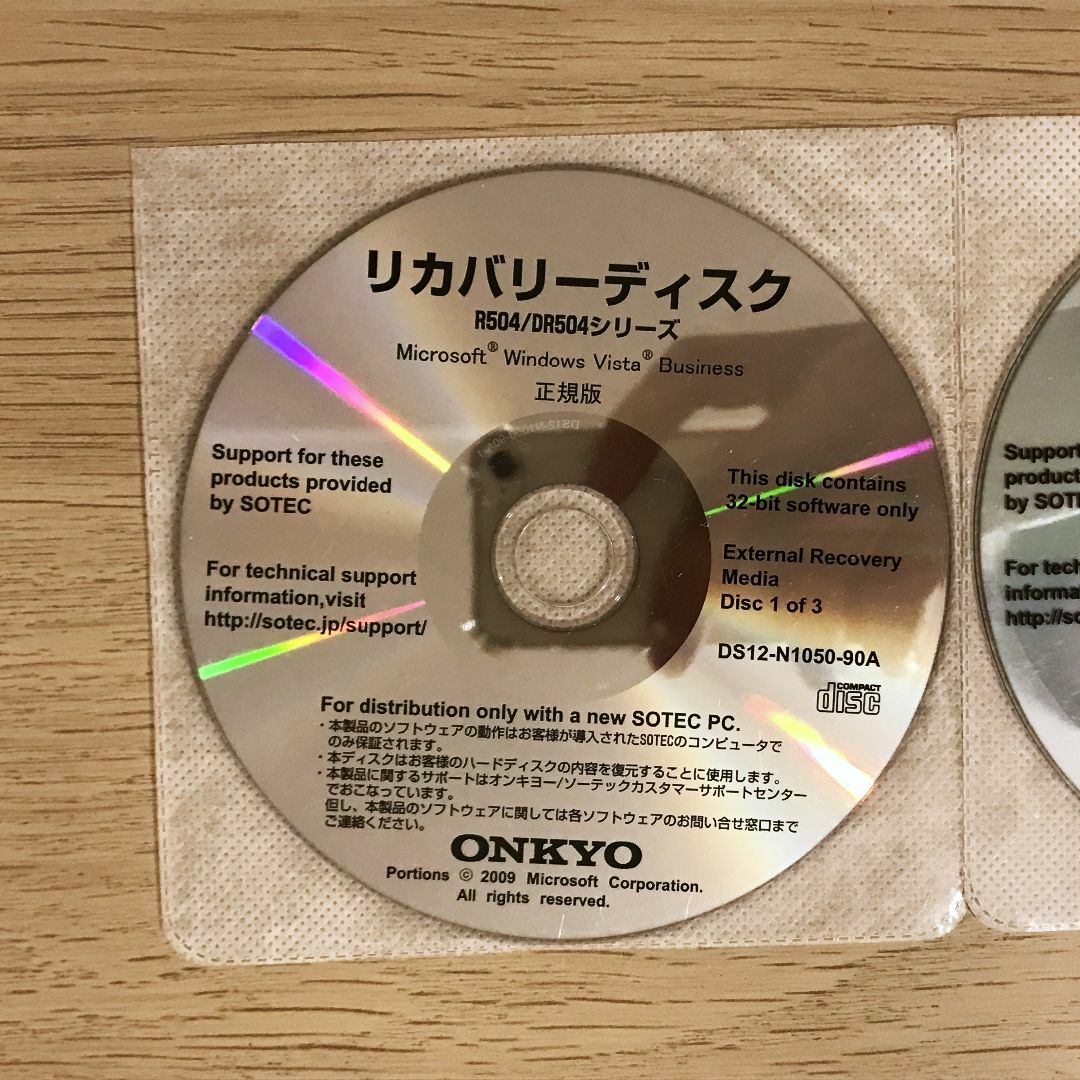 リカバリーディスク
R504/DR504シリーズ
Microsoft® Windows Vista® Business
正規版
DS12-N1050-90A
Support for these
products provided
by SOTEC
For technical support
information,visit
http://sotec.jp/support/
This disk contains
32-bit software only
External Recovery
Media
Disc 1 of 3
DS12-N1050-90A
COMPACT
disc
For distribution only with a new SOTEC PC.
・本製品のソフトウェアの動作はお客様が導入されたSOTECのコンピュータで
のみ保証されます。
・本ディスクはお客様のハードディスクの内容を復元することに使用します。
・本製品に関するサポートはオンキヨー/ソーテックカスタマーサポートセンター
でおこなっています。
但し、本製品のソフトウェアに関しては各ソフトウェアのお問い合せ窓口まで
ご連絡ください。
ONKYO
Portions © 2009 Microsoft Corporation.
All rights reserved.
Support
produc
by SOTE
For tech
informa
http://so